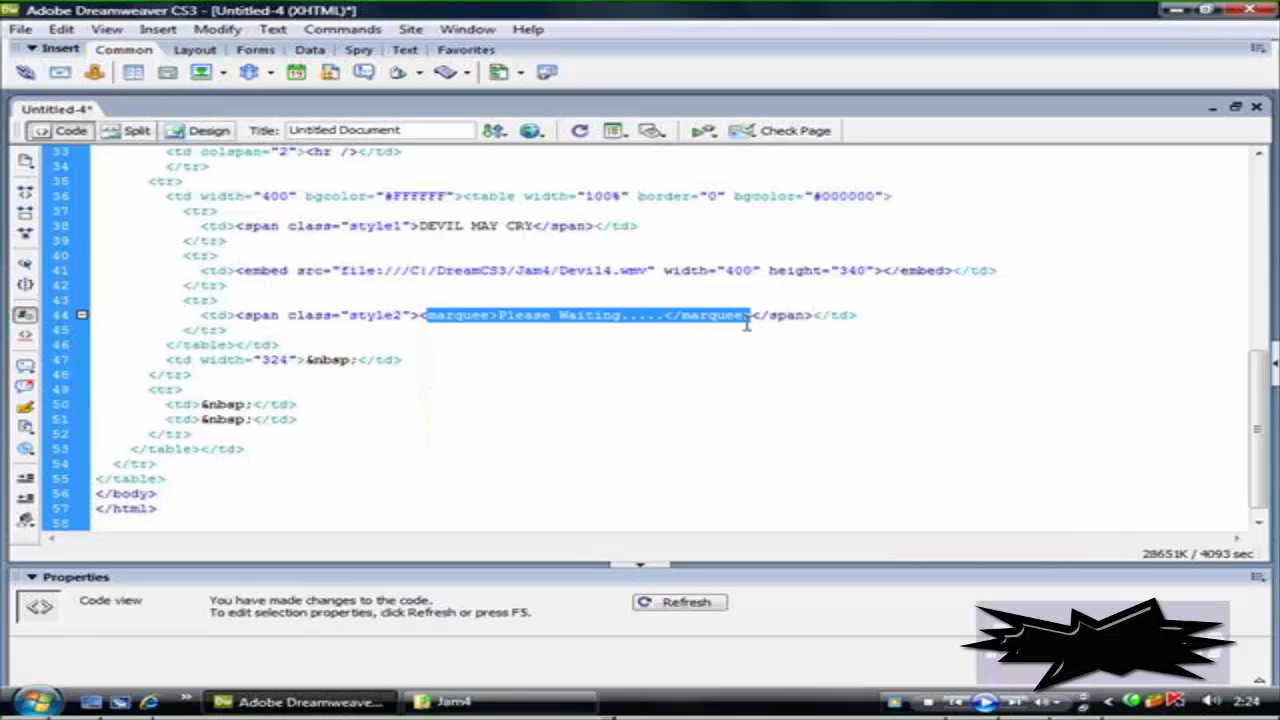 Adobe Dreamweaver CS3 - [Untitled-4 (XHTML)*]
File Edit View Insert Modify Text Commands Site Window Help
Insert Common Layout Forms Data Spry Text Favorites
Untitled-4*
Code Split Design Title: Untitled Document Check Page
33 <td colspan="2"><hr /></td>
34 </tr>
35 <tr>
36 <td width="400" bgcolor="#FFFFFF"><table width="100%" border="0" bgcolor="#000000">
37 <tr>
38 <td><span class="style1">DEVIL MAY CRY</span></td>
39 </tr>
40 <tr>
41 <td><embed src="file:///C|/DreamCS3/Jam4/Devil4.wmv" width="400" height="340"></embed></td>
42 </tr>
43 <tr>
44 <td><span class="style2"><marquee>Please Waiting.....</marquee></span></td>
45 </tr>
46 </table></td>
47 <td width="324">&nbsp;</td>
48 </tr>
49 <tr>
50 <td>&nbsp;</td>
51 <td>&nbsp;</td>
52 </tr>
53 </table></td>
54 </tr>
55 </table>
56 </body>
57 </html>
58
28651K / 4093 sec
Properties
Code view You have made changes to the code. Refresh
To edit selection properties, click Refresh or press F5.
Adobe Dreamweave... Jam4 2:24